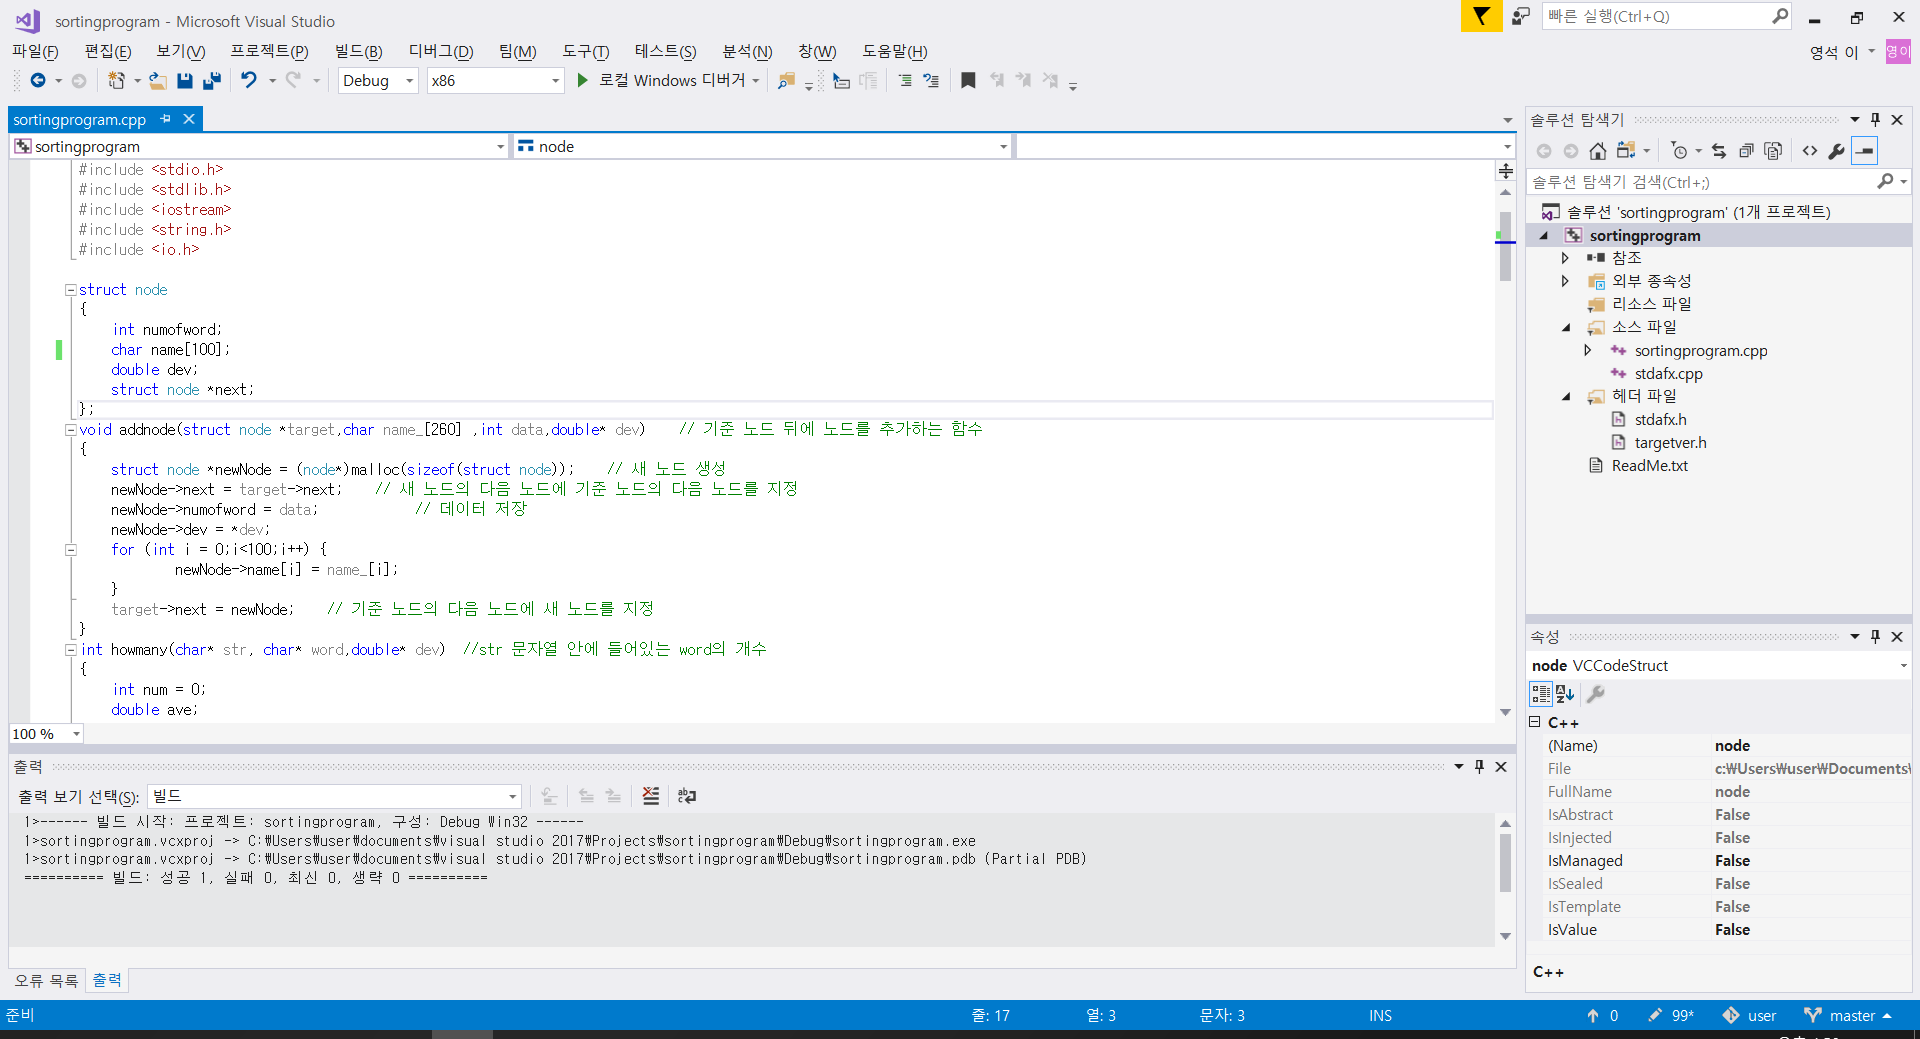 sortingprogram - Microsoft Visual Studio
빠른 실행(Ctrl+Q)
파일(F) 편집(E) 보기(V) 프로젝트(P) 빌드(B) 디버그(D) 팀(M) 도구(T) 테스트(S) 분석(N) 창(W) 도움말(H)
영석 이 영이
Debug x86 로컬 Windows 디버거
sortingprogram.cpp
sortingprogram node
#include <stdio.h>
#include <stdlib.h>
#include <iostream>
#include <string.h>
#include <io.h>
struct node
{
int numofword;
char name[100];
double dev;
struct node *next;
};
void addnode(struct node *target,char name_[260] ,int data,double* dev) // 기준 노드 뒤에 노드를 추가하는 함수
{
struct node *newNode = (node*)malloc(sizeof(struct node)); // 새 노드 생성
newNode->next = target->next; // 새 노드의 다음 노드에 기준 노드의 다음 노드를 지정
newNode->numofword = data; // 데이터 저장
newNode->dev = *dev;
for (int i = 0;i<100;i++) {
newNode->name[i] = name_[i];
}
target->next = newNode; // 기준 노드의 다음 노드에 새 노드를 지정
}
int howmany(char* str, char* word,double* dev) //str 문자열 안에 들어있는 word의 개수
{
int num = 0;
double ave;
100 %
출력
출력 보기 선택(S): 빌드
1>------ 빌드 시작: 프로젝트: sortingprogram, 구성: Debug Win32 ------
1>sortingprogram.vcxproj -> C:₩Users₩user₩documents₩visual studio 2017₩Projects₩sortingprogram₩Debug₩sortingprogram.exe
1>sortingprogram.vcxproj -> C:₩Users₩user₩documents₩visual studio 2017₩Projects₩sortingprogram₩Debug₩sortingprogram.pdb (Partial PDB)
========== 빌드: 성공 1, 실패 0, 최신 0, 생략 0 ==========
오류 목록 출력
솔루션 탐색기
솔루션 탐색기 검색(Ctrl+;)
솔루션 'sortingprogram' (1개 프로젝트)
sortingprogram
참조
외부 종속성
리소스 파일
소스 파일
sortingprogram.cpp
stdafx.cpp
헤더 파일
stdafx.h
targetver.h
ReadMe.txt
속성
node VCCodeStruct
C++
(Name) node
File c:₩Users₩user₩Documents₩
FullName node
IsAbstract False
IsInjected False
IsManaged False
IsSealed False
IsTemplate False
IsValue False
C++
준비 줄: 17 열: 3 문자: 3 INS 0 99* user master